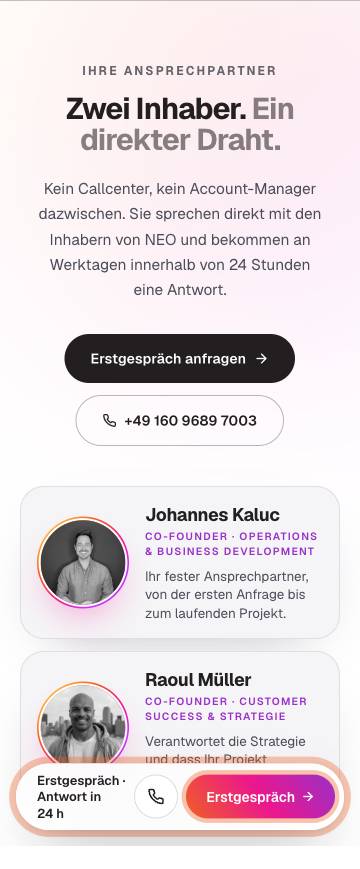 IHRE ANSPRECHPARTNER
Zwei Inhaber. Ein
direkter Draht.
Kein Callcenter, kein Account-Manager
dazwischen. Sie sprechen direkt mit den
Inhabern von NEO und bekommen an
Werktagen innerhalb von 24 Stunden
eine Antwort.
Erstgespräch anfragen →
+49 160 9689 7003
Johannes Kaluc
CO-FOUNDER · OPERATIONS
& BUSINESS DEVELOPMENT
Ihr fester Ansprechpartner,
von der ersten Anfrage bis
zum laufenden Projekt.
Raoul Müller
CO-FOUNDER · CUSTOMER
SUCCESS & STRATEGIE
Verantwortet die Strategie
und dass Ihr Projekt
Erstgespräch ·
Antwort in
24 h
Erstgespräch →